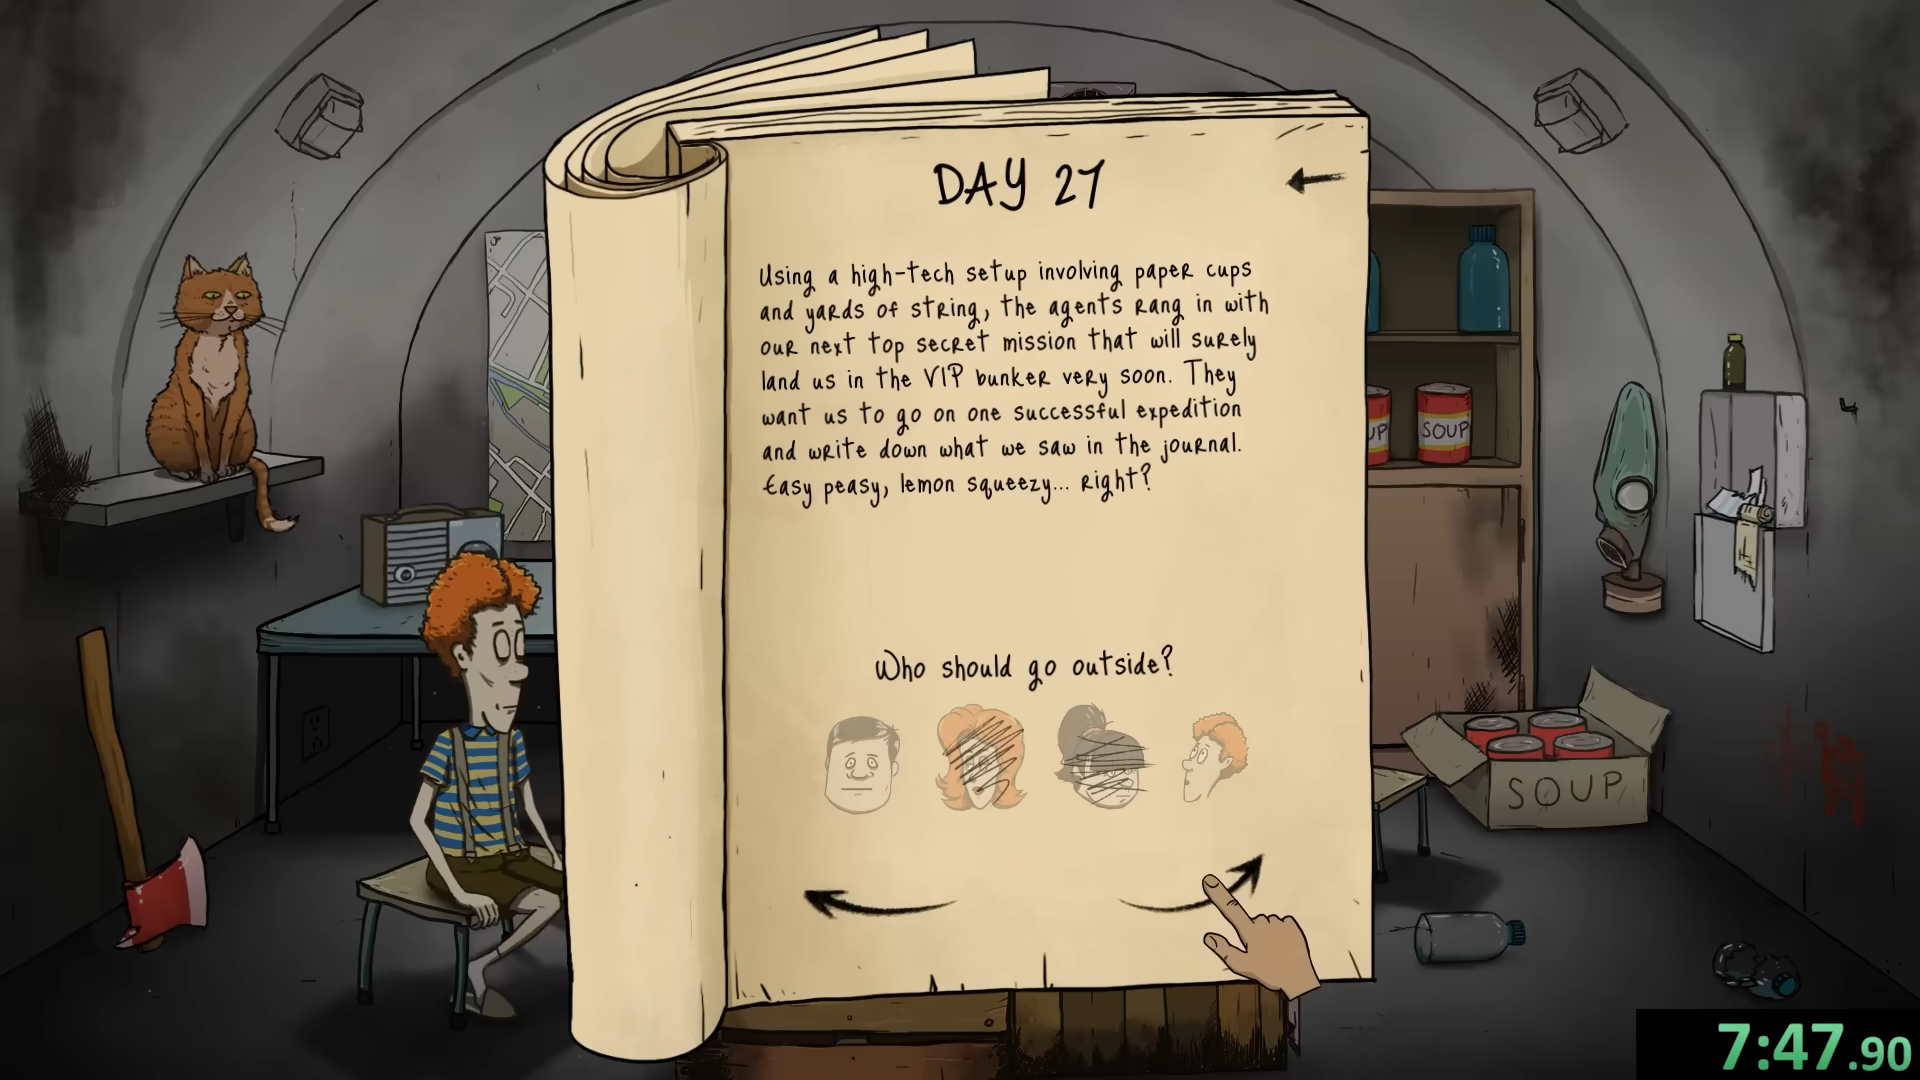 DAY 27
Using a high-tech setup involving paper cups
and yards of string, the agents rang in with
our next top secret mission that will surely
land us in the VIP bunker very soon. They
want us to go on one successful expedition
and write down what we saw in the journal.
Easy peasy, lemon squeezy... right?
Who should go outside?
UP
SOUP
SOUP
7:47.90